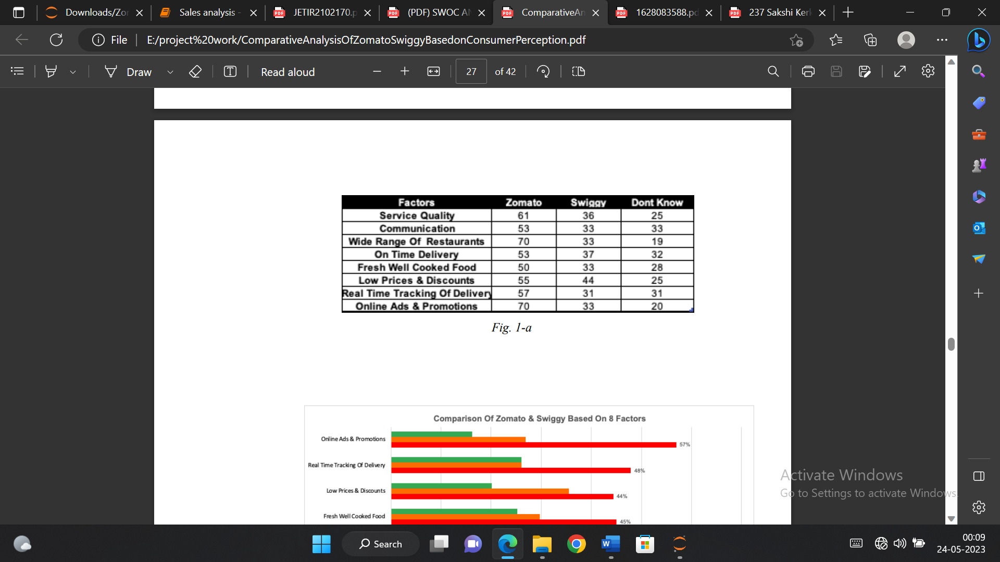 Downloads/Zor
Sales analysis -
JETIR2102170.p
(PDF) SWOC AN
ComparativeAn
1628083588.pd
237 Sakshi Kerk
File
E:/project%20work/ComparativeAnalysisOfZomatoSwiggyBasedonConsumerPerception.pdf
Draw
Read aloud
27
of 42
Factors Zomato Swiggy Dont Know
Service Quality 61 36 25
Communication 53 33 33
Wide Range Of Restaurants 70 33 19
On Time Delivery 53 37 32
Fresh Well Cooked Food 50 33 28
Low Prices & Discounts 55 44 25
Real Time Tracking Of Delivery 57 31 31
Online Ads & Promotions 70 33 20
Fig. 1-a
Comparison Of Zomato & Swiggy Based On 8 Factors
Online Ads & Promotions
57%
Real Time Tracking Of Delivery
48%
Low Prices & Discounts
44%
Fresh Well Cooked Food
45%
Activate Windows
Go to Settings to activate Windows.
Search
00:09
24-05-2023